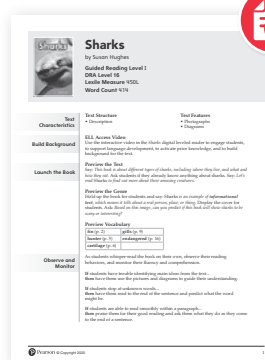 Sharks
Sharks
by Susan Hughes
Guided Reading Level I
DRA Level 16
Lexile Measure 450L
Word Count 414
Text Characteristics
Text Structure
• Description
Text Features
• Photographs
• Diagrams
Build Background
ELL Access Video
Use the interactive video in the book's digital leveled reader to engage students,
to support language development, to activate prior knowledge, and to build
background for the text.
Launch the Book
Preview the Text
Say: This book is about different types of sharks, including where they live, and what and
how they eat. Ask students if they already know anything about sharks. Say: Let's
read Sharks to find out more about these amazing creatures.
Preview the Genre
Hold up the book for students and say: Sharks is an example of informational
text, which means it tells about a real person, place, or thing. Display the cover for
students. Ask: Based on this image, can you predict if this book will show sharks to be
scary or interesting?
Preview Vocabulary
fin (p. 2) gills (p. 9)
hunter (p. 5) endangered (p. 16)
cartilage (p. 6)
Observe and Monitor
As students whisper-read the book on their own, observe their reading
behaviors, and monitor their fluency and comprehension.
If students have trouble identifying main ideas from the text...
then have them use the pictures and diagrams to guide their understanding.
If students stop at unknown words...
then have them read to the end of the sentence and predict what the word
might be.
If students are able to read smoothly within a paragraph...
then praise them for their good reading and ask them what they do as they come
to the end of a sentence.
Pearson © Copyright 2020